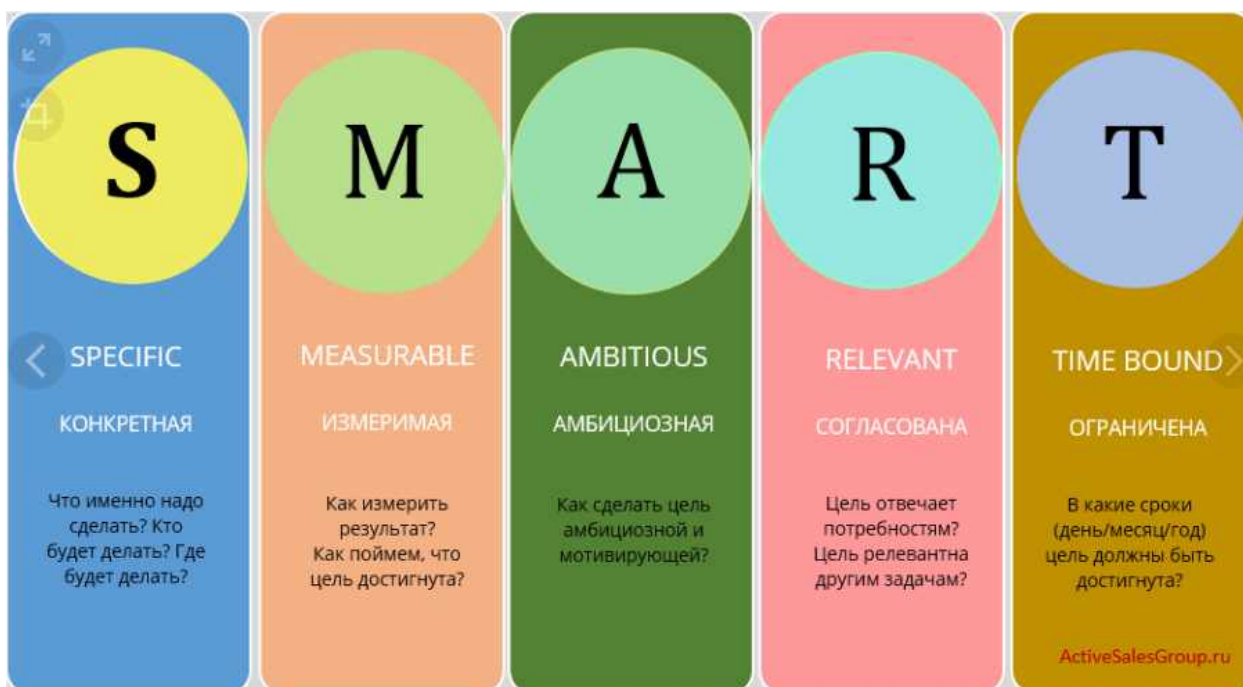 S
M
A
R
T
SPECIFIC
MEASURABLE
AMBITIOUS
RELEVANT
TIME BOUND
КОНКРЕТНАЯ
ИЗМЕРИМАЯ
АМБИЦИОЗНАЯ
СОГЛАСОВАНА
ОГРАНИЧЕНА
Что именно надо
сделать? Кто
будет делать? Где
будет делать?
Как измерить
результат?
Как поймем, что
цель достигнута?
Как сделать цель
амбициозной и
мотивирующей?
Цель отвечает
потребностям?
Цель релевантна
другим задачам?
В какие сроки
(день/месяц/год)
цель должны быть
достигнута?
ActiveSalesGroup.ru